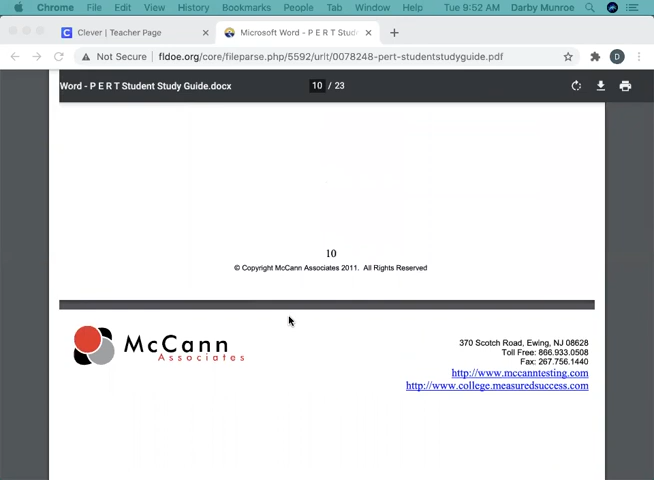 Chrome File Edit View History Bookmarks People Tab Window Help Tue 9:52 AM Darby Munroe
C Clever | Teacher Page × Microsoft Word - P E R T Stud × +
Not Secure fldoe.org/core/fileparse.php/5592/urlt/0078248-pert-studentstudyguide.pdf D
Word - P E R T Student Study Guide.docx 10 / 23
10
© Copyright McCann Associates 2011. All Rights Reserved
McCann
Associates
370 Scotch Road, Ewing, NJ 08628
Toll Free: 866.933.0508
Fax: 267.756.1440
http://www.mccanntesting.com
http://www.college.measuredsuccess.com